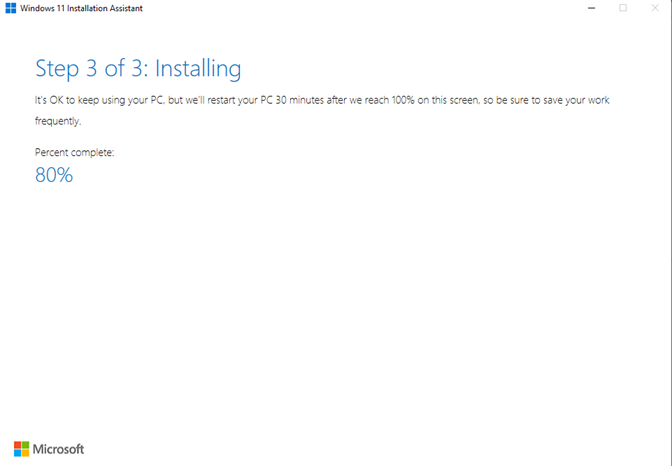 Windows 11 Installation Assistant
Step 3 of 3: Installing
It's OK to keep using your PC, but we'll restart your PC 30 minutes after we reach 100% on this screen, so be sure to save your work
frequently.
Percent complete:
80%
Microsoft